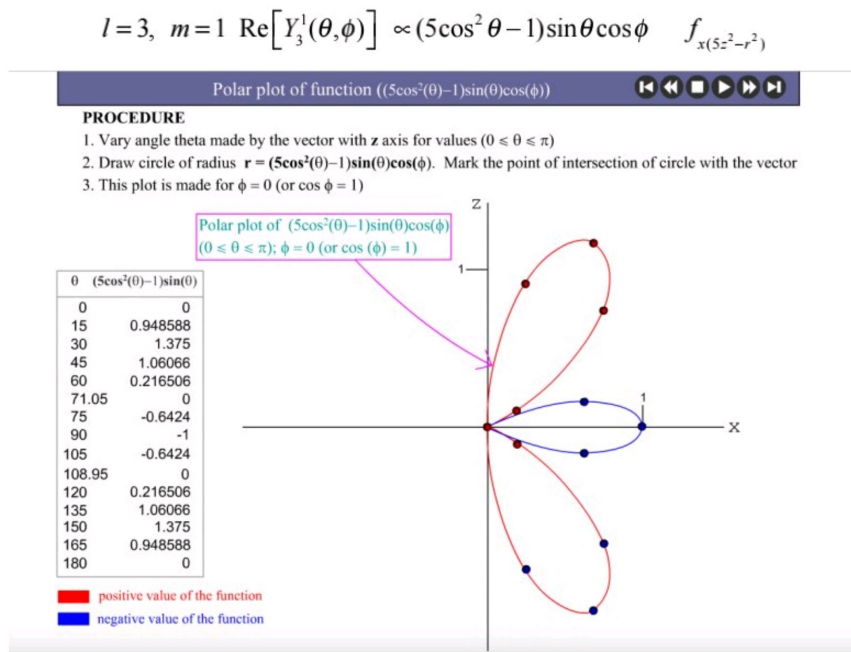 l = 3, m = 1 Re[Y₃¹(θ,ϕ)] ∝ (5cos² θ − 1)sinθcosϕ f x(5z²−r²)
Polar plot of function ((5cos²(θ)−1)sin(θ)cos(ϕ))
PROCEDURE
1. Vary angle theta made by the vector with z axis for values (0 ≤ θ ≤ π)
2. Draw circle of radius r = (5cos²(θ)−1)sin(θ)cos(ϕ). Mark the point of intersection of circle with the vector
3. This plot is made for ϕ = 0 (or cos ϕ = 1)
Z
Polar plot of (5cos²(θ)−1)sin(θ)cos(ϕ)
(0 ≤ θ ≤ π); ϕ = 0 (or cos (ϕ) = 1)
1
θ (5cos²(θ)−1)sin(θ)
0 0
15 0.948588
30 1.375
45 1.06066
60 0.216506
71.05 0
75 -0.6424
90 -1
105 -0.6424
108.95 0
120 0.216506
135 1.06066
150 1.375
165 0.948588
180 0
1
X
positive value of the function
negative value of the function